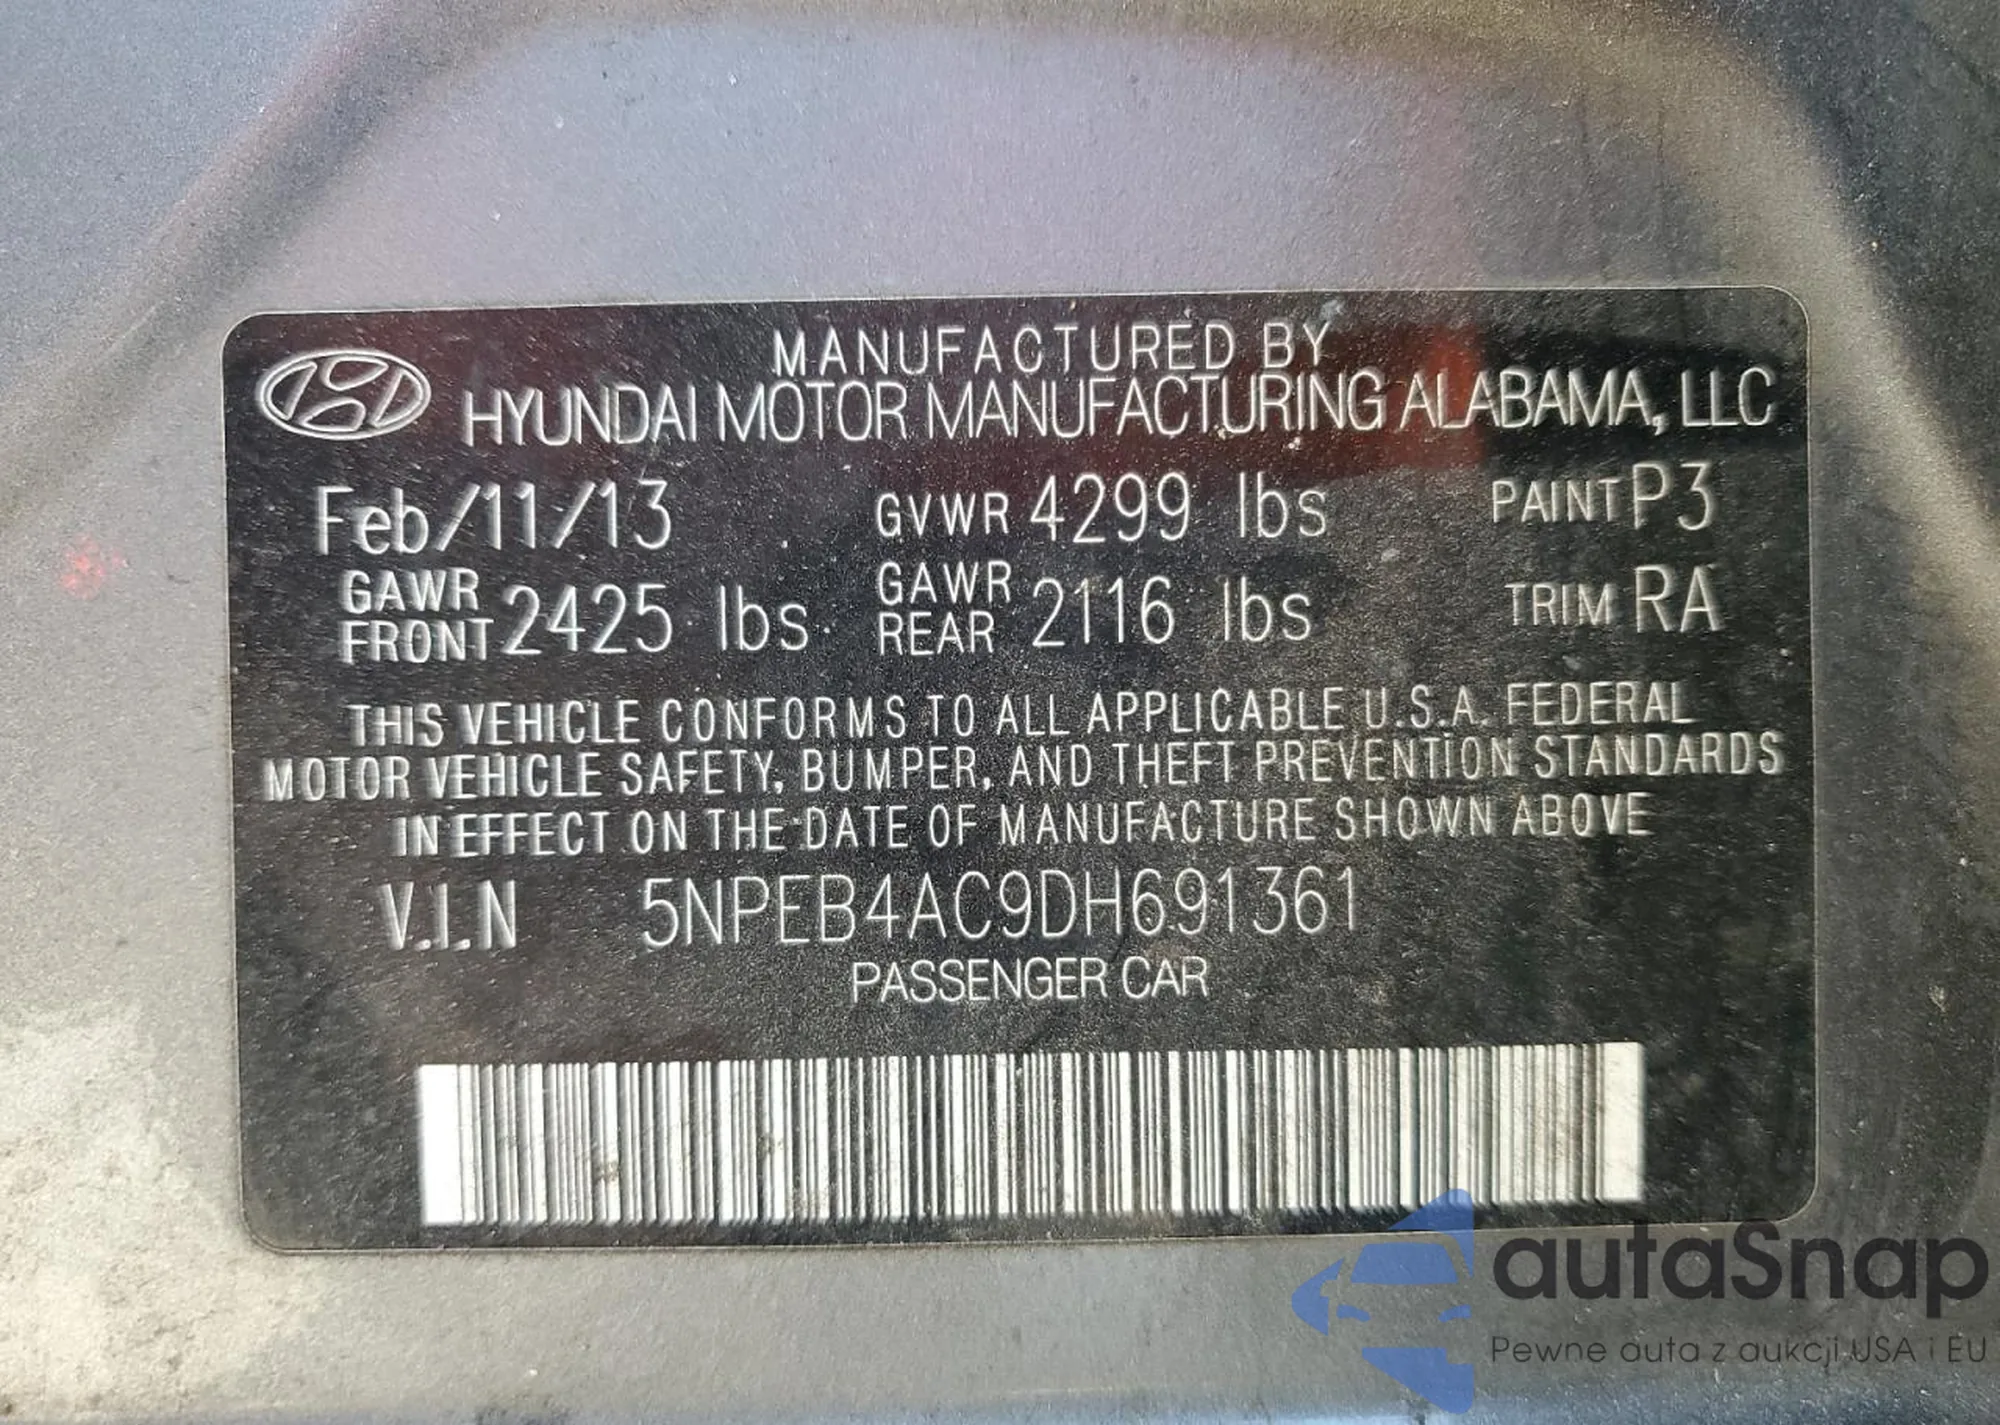 MANUFACTURED BY
HYUNDAI MOTOR MANUFACTURING ALABAMA, LLC
Feb/11/13 GVWR 4299 lbs PAINT P3
GAWR FRONT 2425 lbs GAWR REAR 2116 lbs TRIM RA
THIS VEHICLE CONFORMS TO ALL APPLICABLE U.S.A. FEDERAL
MOTOR VEHICLE SAFETY, BUMPER, AND THEFT PREVENTION STANDARDS
IN EFFECT ON THE DATE OF MANUFACTURE SHOWN ABOVE
V.I.N 5NPEB4AC9DH691361
PASSENGER CAR
autaSnap
Pewne auta z aukcji USA i EU